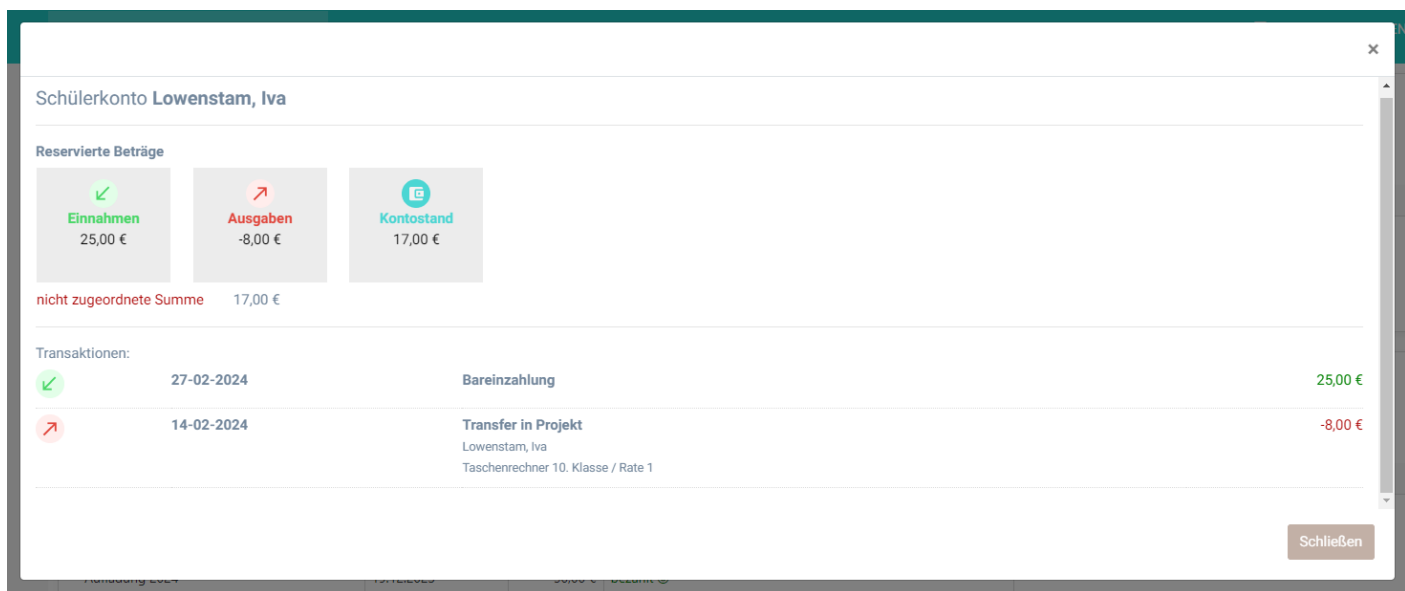 ×
Schülerkonto Lowenstam, Iva
Reservierte Beträge
Einnahmen
25,00 €
Ausgaben
-8,00 €
Kontostand
17,00 €
nicht zugeordnete Summe 17,00 €
Transaktionen:
27-02-2024 Bareinzahlung 25,00 €
14-02-2024 Transfer in Projekt -8,00 €
Lowenstam, Iva
Taschenrechner 10. Klasse / Rate 1
Schließen